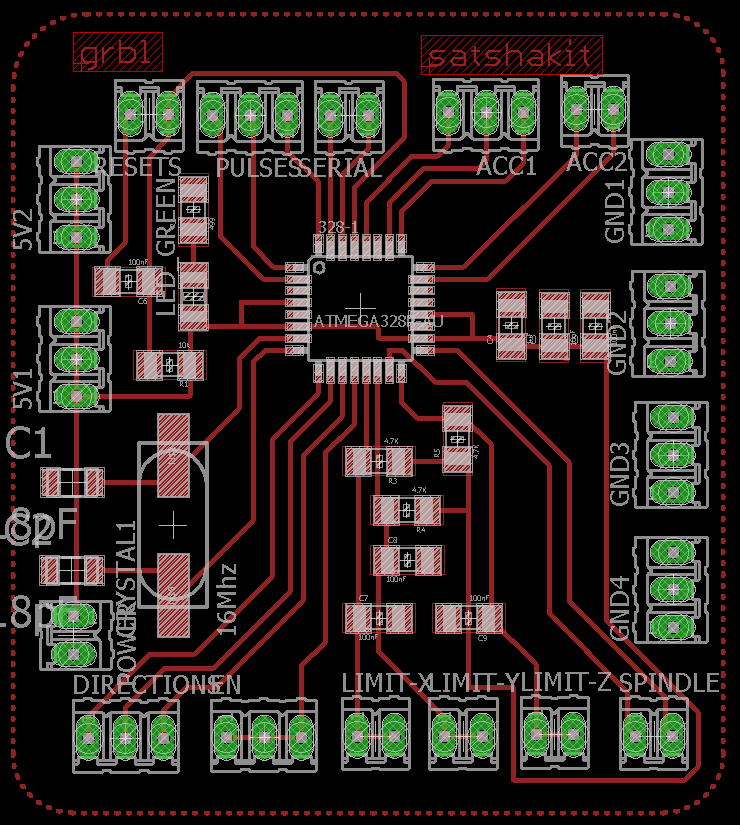 grbl
satshakit
RESETS
PULSES
SERIAL
ACC1
ACC2
GREEN
499
LED
5V2
GND1
328-1
100nF
C6
ATMEGA328P-AU
GND2
10K
R1
5V1
C1
C2
GND3
4.7K
R3
R5
4.7K
4.7K
R4
CRYSTAL1
16Mhz
C8
100nF
C7
100nF
100nF
C9
GND4
POWER
DIRECTIONS
EN
LIMIT-X
LIMIT-Y
LIMIT-Z
SPINDLE